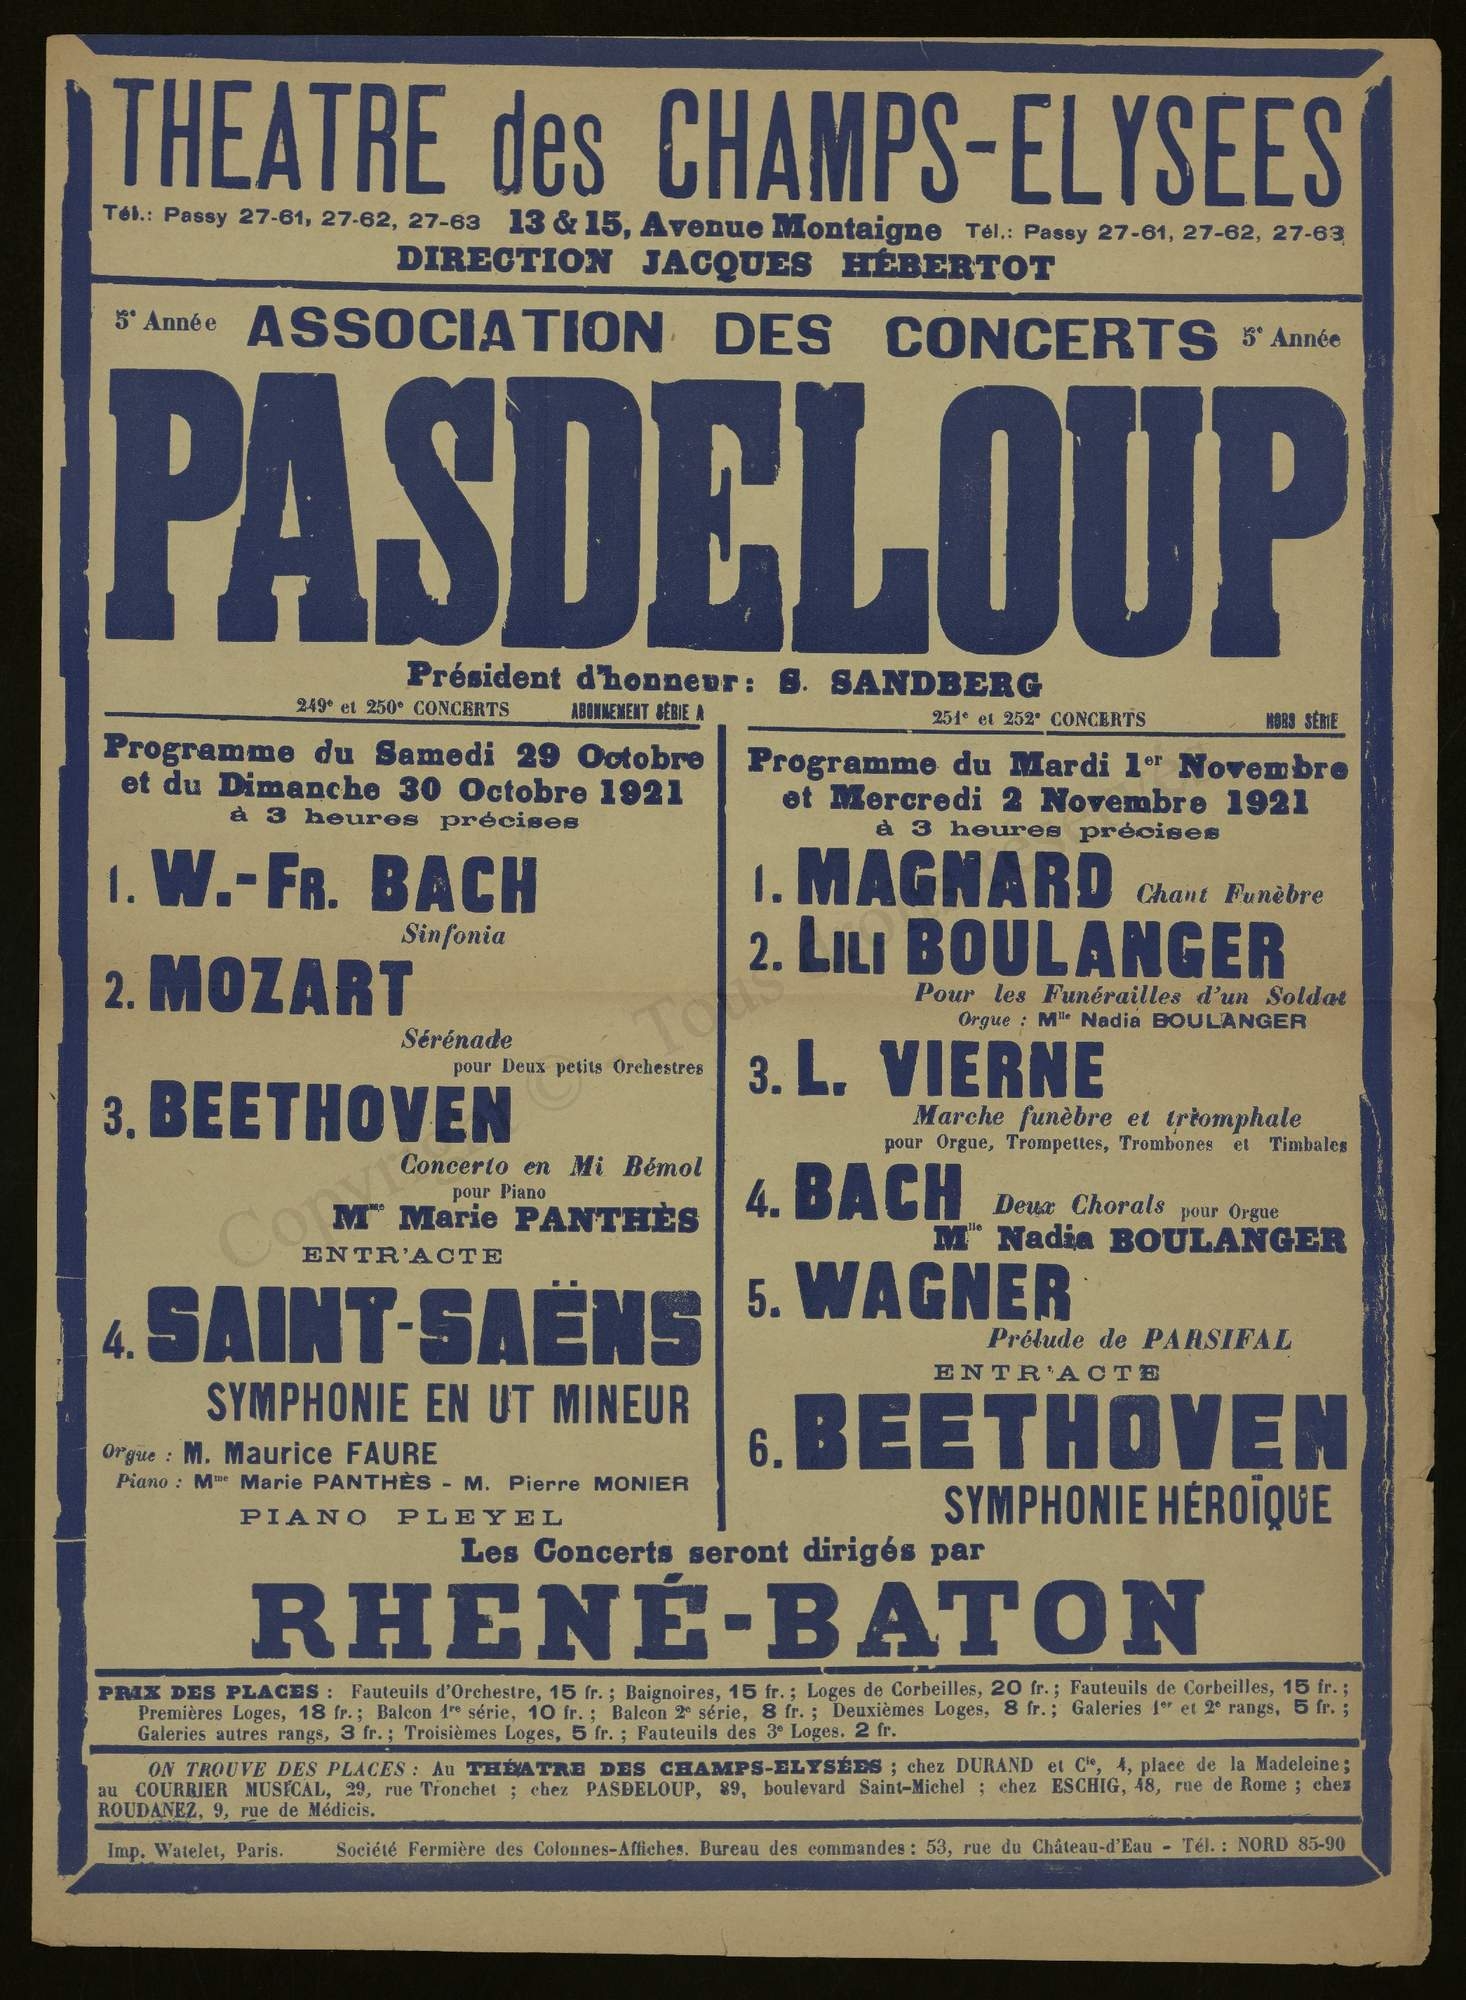 THEATRE des CHAMPS-ELYSEES
Tél.: Passy 27-61, 27-62, 27-63 13 & 15, Avenue Montaigne Tél.: Passy 27-61, 27-62, 27-63
DIRECTION JACQUES HÉBERTOT
5e Année ASSOCIATION DES CONCERTS 5e Année
PASDELOUP
Président d'honneur: S. SANDBERG
249e et 250e CONCERTS ABONNEMENT SÉRIE A
Programme du Samedi 29 Octobre
et du Dimanche 30 Octobre 1921
à 3 heures précises
1. W.-FR. BACH
Sinfonia
2. MOZART
Sérénade
pour Deux petits Orchestres
3. BEETHOVEN
Concerto en Mi Bémol
pour Piano
Mme Marie PANTHÈS
ENTR'ACTE
4. SAINT-SAËNS
SYMPHONIE EN UT MINEUR
Orgue : M. Maurice FAURE
Piano : Mme Marie PANTHÈS - M. Pierre MONIER
PIANO PLEYEL
251e et 252e CONCERTS HORS SÉRIE
Programme du Mardi 1er Novembre
et Mercredi 2 Novembre 1921
à 3 heures précises
1. MAGNARD Chant Funèbre
2. LILI BOULANGER
Pour les Funérailles d'un Soldat
Orgue : Mlle Nadia BOULANGER
3. L. VIERNE
Marche funèbre et triomphale
pour Orgue, Trompettes, Trombones et Timbales
4. BACH Deux Chorals pour Orgue
Mlle Nadia BOULANGER
5. WAGNER
Prélude de PARSIFAL
ENTR'ACTE
6. BEETHOVEN
SYMPHONIE HÉROÏQUE
Les Concerts seront dirigés par
RHENÉ-BATON
PRIX DES PLACES : Fauteuils d'Orchestre, 15 fr. ; Baignoires, 15 fr. ; Loges de Corbeilles, 20 fr. ; Fauteuils de Corbeilles, 15 fr. ;
Premières Loges, 18 fr. ; Balcon 1re série, 10 fr. ; Balcon 2e série, 8 fr. ; Deuxièmes Loges, 8 fr. ; Galeries 1er et 2e rangs, 5 fr. ;
Galeries autres rangs, 3 fr. ; Troisièmes Loges, 5 fr. ; Fauteuils des 3e Loges. 2 fr.
ON TROUVE DES PLACES : Au THÉATRE DES CHAMPS-ELYSÉES ; chez DURAND et Cie, 4, place de la Madeleine ;
au COURRIER MUSICAL, 29, rue Tronchet ; chez PASDELOUP, 89, boulevard Saint-Michel ; chez ESCHIG, 48, rue de Rome ; chez
ROUDANEZ, 9, rue de Médicis.
Imp. Watelet, Paris. Société Fermière des Colonnes-Affiches. Bureau des commandes : 53, rue du Château-d'Eau - Tél. : NORD 85-90
Copyright © - Tous droits réservés